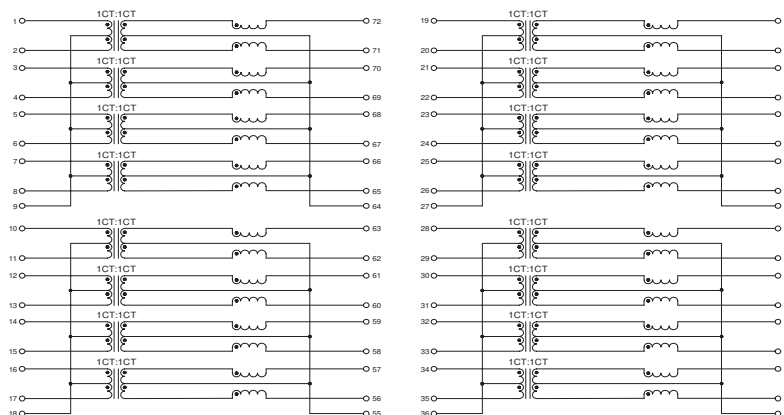 1CT:1CT
1 72
2 71
1CT:1CT
3 70
4 69
1CT:1CT
5 68
6 67
1CT:1CT
7 66
8 65
9 64
1CT:1CT
10 63
11 62
1CT:1CT
12 61
13 60
1CT:1CT
14 59
15 58
1CT:1CT
16 57
17 56
18 55
1CT:1CT
19
20
1CT:1CT
21
22
1CT:1CT
23
24
1CT:1CT
25
26
27
1CT:1CT
28
29
1CT:1CT
30
31
1CT:1CT
32
33
1CT:1CT
34
35
36